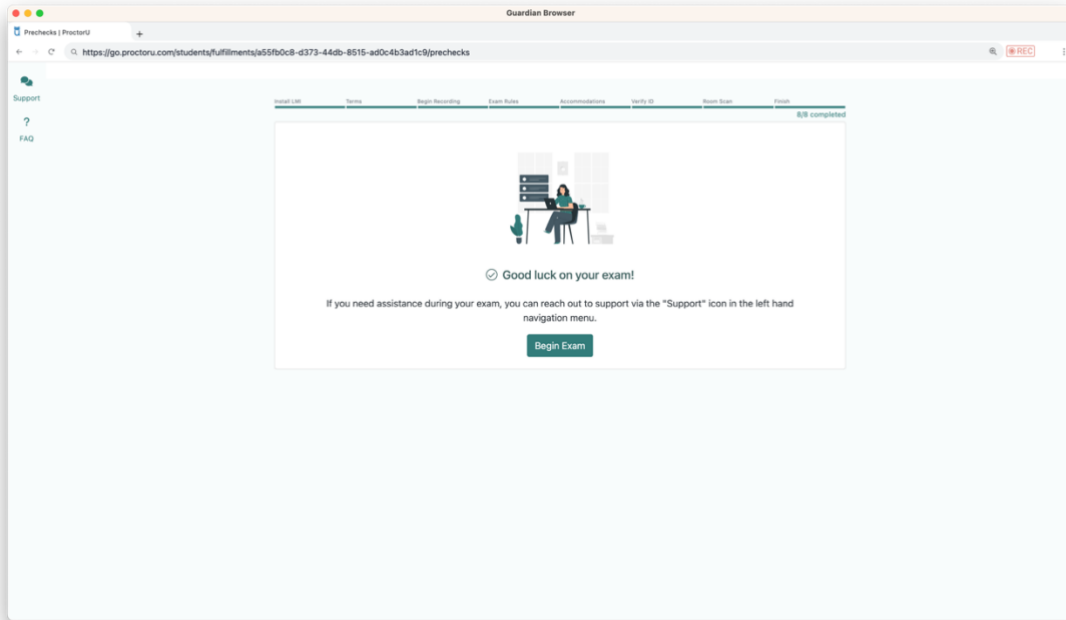 Guardian Browser
Prechecks | ProctorU
https://go.proctoru.com/students/fulfillments/a55fb0c8-d373-44db-8515-ad0c4b3ad1c9/prechecks
REC
Support
?
FAQ
Install LMI Terms Begin Recording Exam Rules Accommodations Verify ID Room Scan Finish
8/8 completed
Good luck on your exam!
If you need assistance during your exam, you can reach out to support via the "Support" icon in the left hand
navigation menu.
Begin Exam